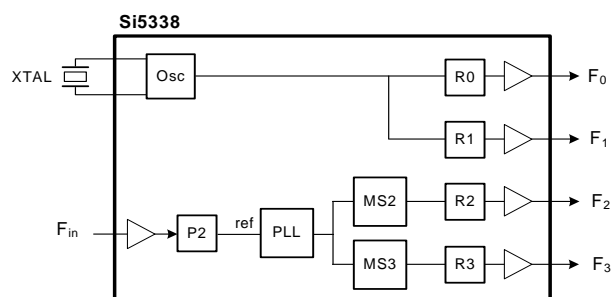 Si5338
XTAL
Osc
R0
F0
R1
F1
Fin
P2
ref
PLL
MS2
R2
F2
MS3
R3
F3